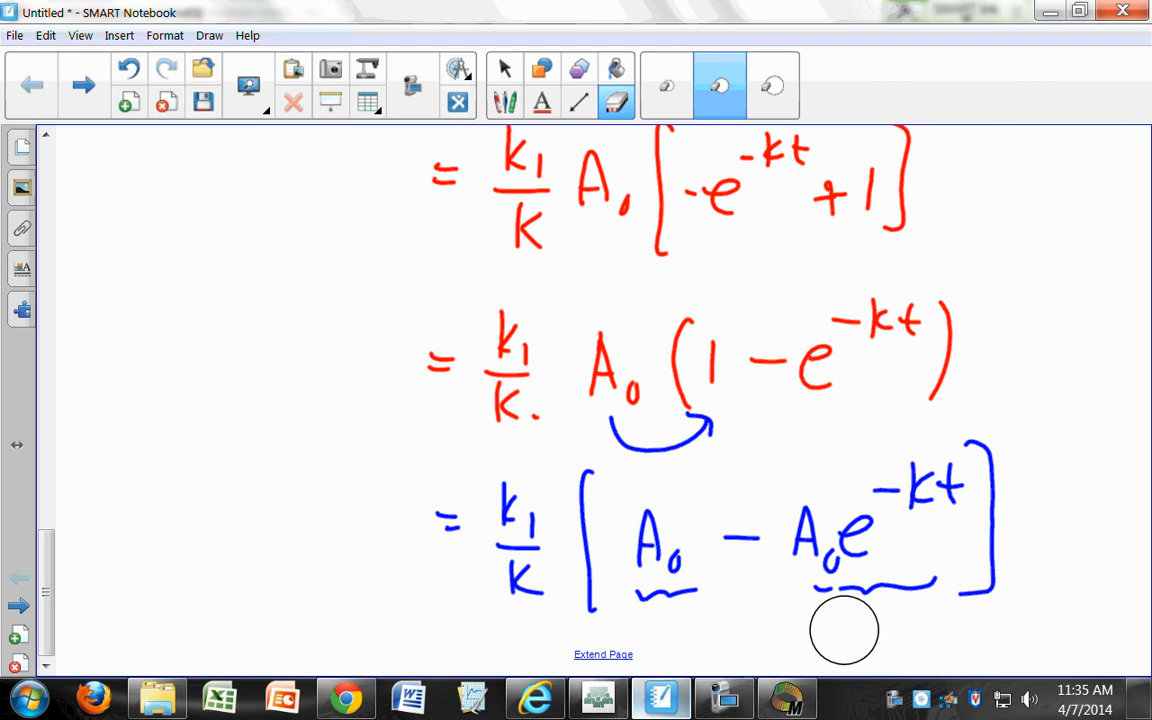 Untitled * - SMART Notebook
File Edit View Insert Format Draw Help
= k₁/k A₀ [-e^-kt + 1]
= k₁/k. A₀ (1 - e^-kt)
= k₁/k [A₀ - A₀e^-kt]
Extend Page
11:35 AM
4/7/2014